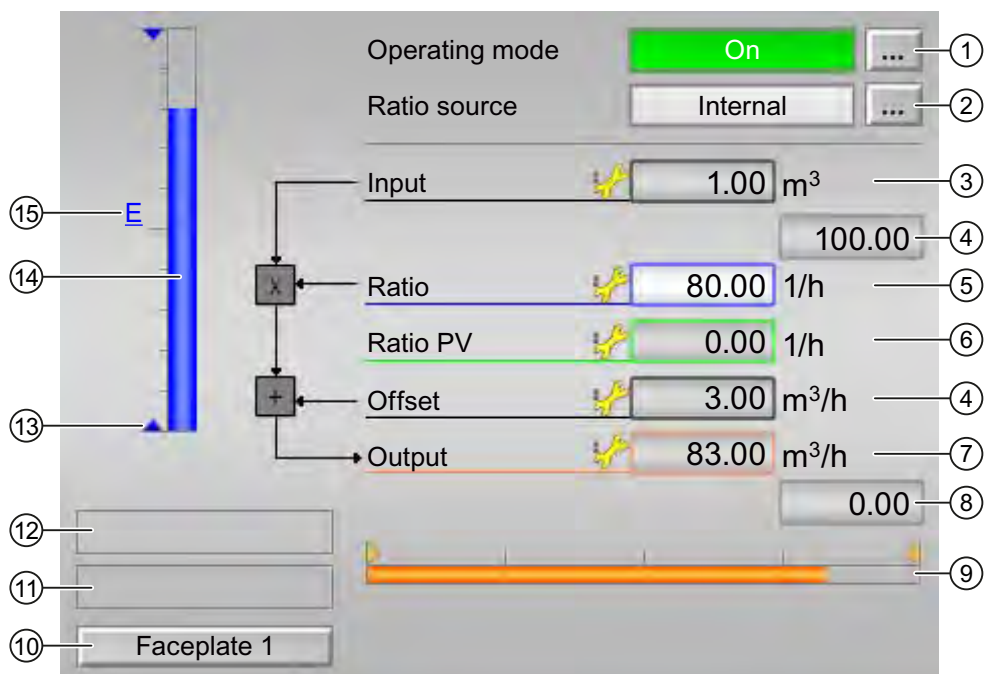 Operating mode On ... 1
Ratio source Internal ... 2
Input 1.00 m³ 3
15 E
100.00 4
14 X Ratio 80.00 1/h 5
Ratio PV 0.00 1/h 6
+ Offset 3.00 m³/h 4
13
Output 83.00 m³/h 7
0.00 8
12
9
11
10 Faceplate 1